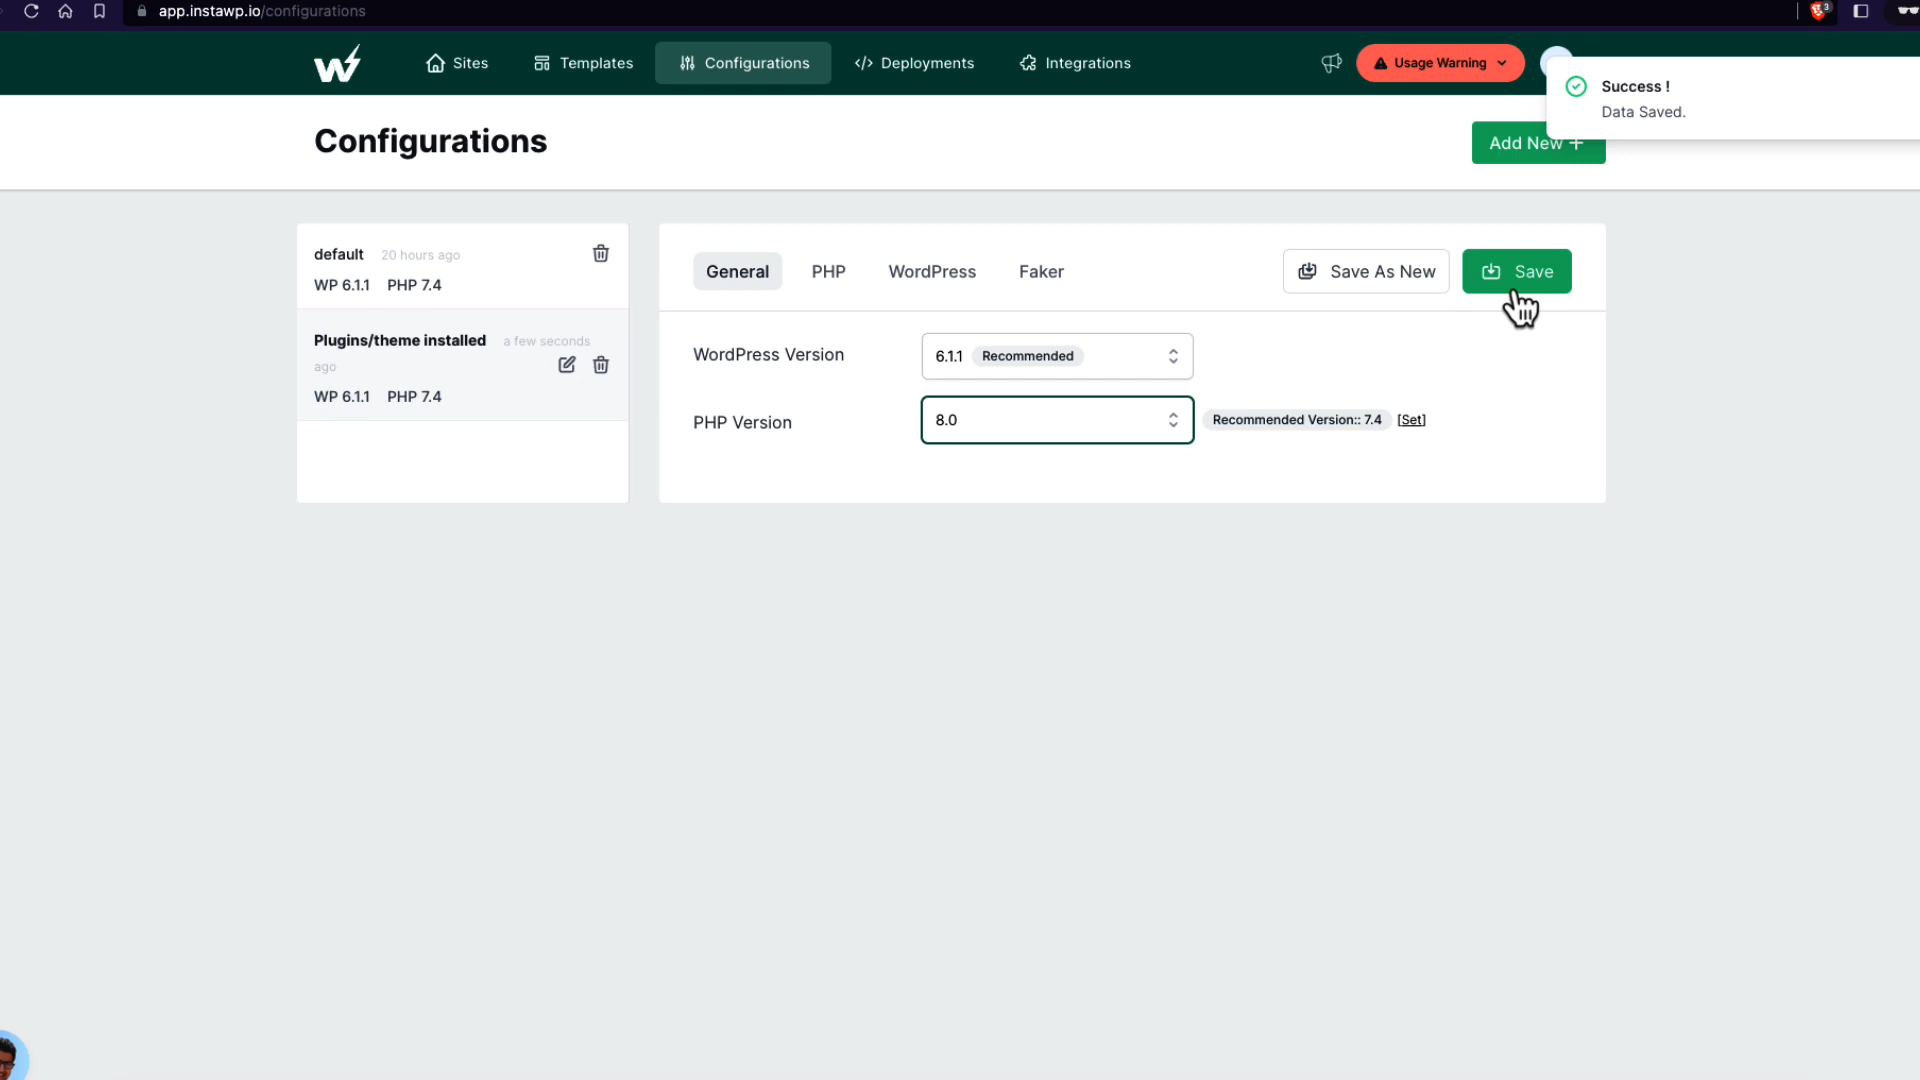 app.instawp.io/configurations
3
Sites
Templates
Configurations
Deployments
Integrations
Usage Warning
Success !
Data Saved.
Configurations
Add New +
default 20 hours ago
WP 6.1.1 PHP 7.4
Plugins/theme installed a few seconds
ago
WP 6.1.1 PHP 7.4
General
PHP
WordPress
Faker
Save As New
Save
WordPress Version
6.1.1 Recommended
PHP Version
8.0
Recommended Version:: 7.4 [Set]